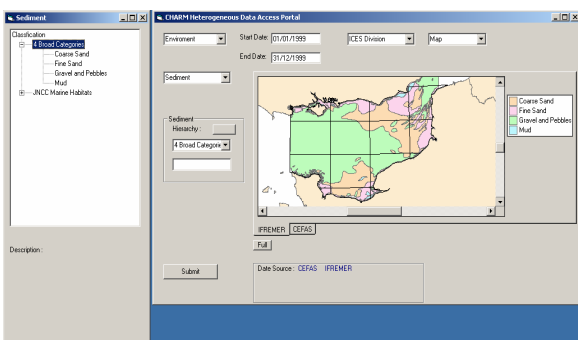 Sediment
Classfication
4 Broad Categories
Coarse Sand
Fine Sand
Gravel and Pebbles
Mud
JNCC Marine Habitats
Description :
CHARM Heterogeneous Data Access Portal
Enviroment
Start Date: 01/01/1999
ICES Division
Map
End Date: 31/12/1999
Sediment
Sediment
Hierarchy :
4 Broad Categorie
Coarse Sand
Fine Sand
Gravel and Pebbles
Mud
IFREMER CEFAS
Full
Submit
Date Source : CEFAS IFREMER